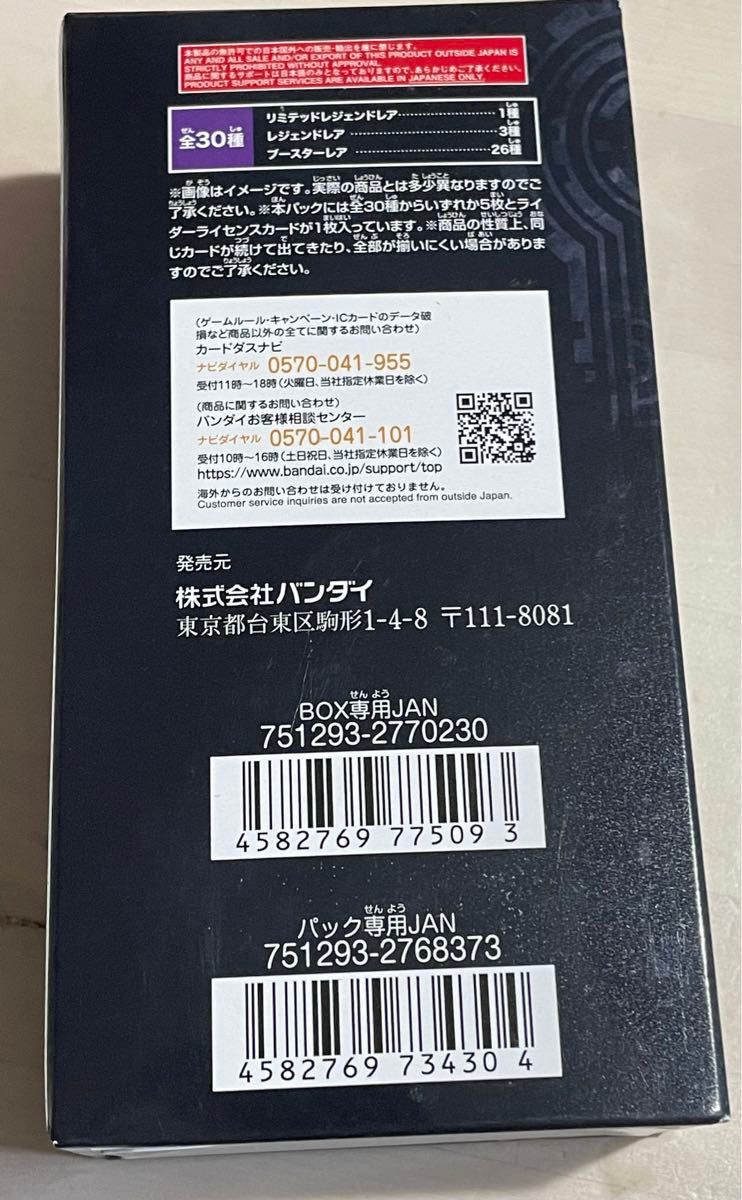 本製品の無許可での日本国外への販売・輸出を厳に禁じます。
ANY AND ALL SALE AND/OR EXPORT OF THIS PRODUCT OUTSIDE JAPAN IS
STRICTLY PROHIBITED WITHOUT APPROVAL.
商品に関するサポートは日本国のみとなっておりますので、あらかじめご了承ください。
PRODUCT SUPPORT SERVICES ARE AVAILABLE IN JAPANESE ONLY.
全30種
リミテッドレジェンドレア……………1種
レジェンドレア……………………3種
ブースターレア……………………26種
※画像はイメージです。実際の商品とは多少異なりますのでご
了承ください。※本パックには全30種からいずれか5枚とライ
ダーライセンスカードが1枚入っています。※商品の性質上、同
じカードが続けて出てきたり、全部が揃いにくい場合がありま
すのでご了承ください。
(ゲームルール・キャンペーン・ICカードのデータ破
損など商品以外の全てに関するお問い合わせ)
カードダスナビ
ナビダイヤル 0570-041-955
受付11時～18時(火曜日、当社指定休業日を除く)
(商品に関するお問い合わせ)
バンダイお客様相談センター
ナビダイヤル 0570-041-101
受付10時～16時(土日祝日、当社指定休業日を除く)
https://www.bandai.co.jp/support/top
海外からのお問い合わせは受け付けておりません。
Customer service inquiries are not accepted from outside Japan.
発売元
株式会社バンダイ
東京都台東区駒形1-4-8 〒111-8081
BOX専用JAN
751293-2770230
4582769 77509 3
パック専用JAN
751293-2768373
4582769 73430 4